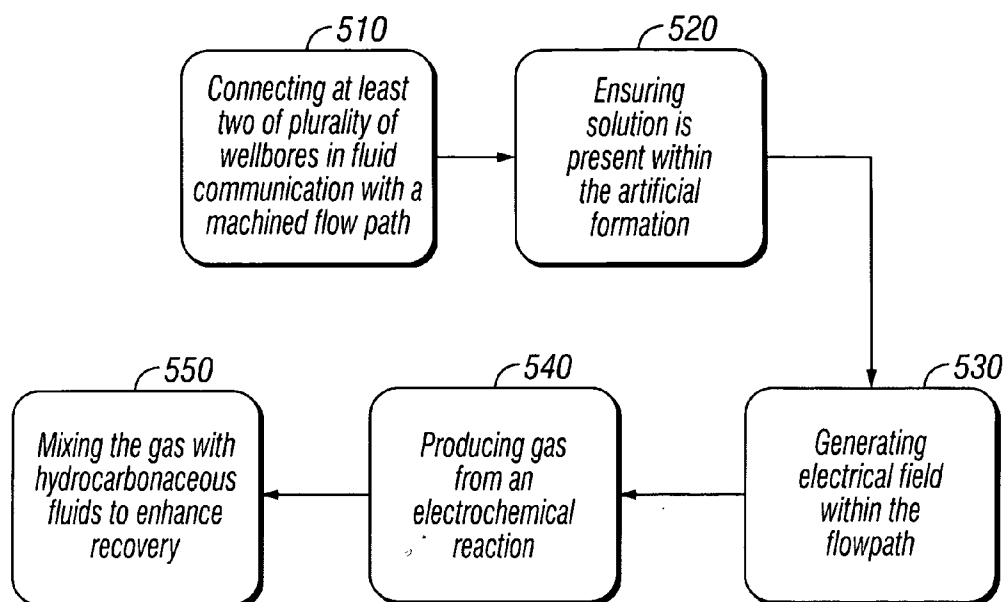 510
Connecting at least
two of plurality of
wellbores in fluid
communication with a
machined flow path
520
Ensuring
solution is
present within
the artificial
formation
530
Generating
electrical field
within the
flowpath
540
Producing gas
from an
electrochemical
reaction
550
Mixing the gas with
hydrocarbonaceous
fluids to enhance
recovery